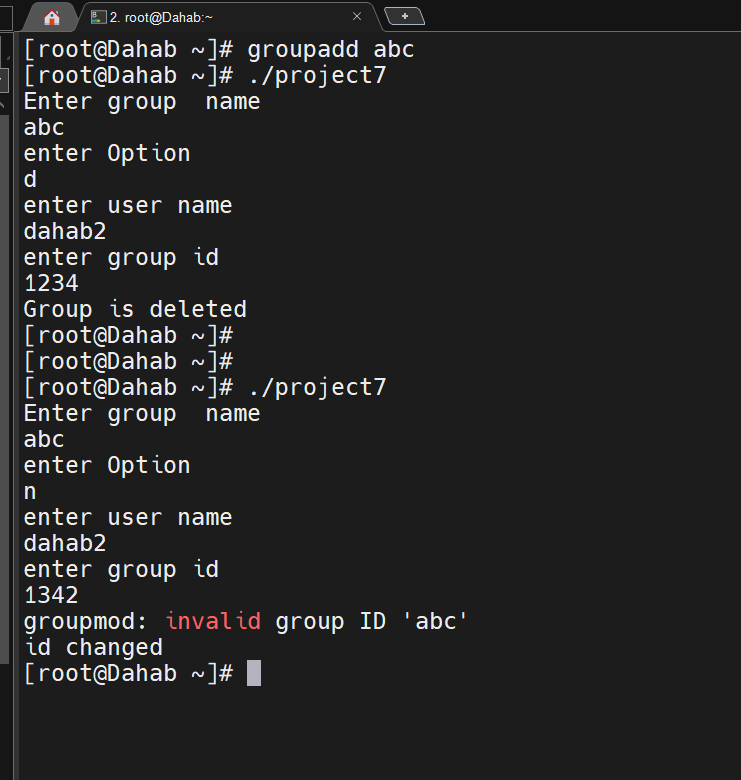 2. root@Dahab:~
[root@Dahab ~]# groupadd abc
[root@Dahab ~]# ./project7
Enter group  name
abc
enter Option
d
enter user name
dahab2
enter group id
1234
Group is deleted
[root@Dahab ~]#
[root@Dahab ~]#
[root@Dahab ~]# ./project7
Enter group  name
abc
enter Option
n
enter user name
dahab2
enter group id
1342
groupmod: invalid group ID 'abc'
id changed
[root@Dahab ~]#